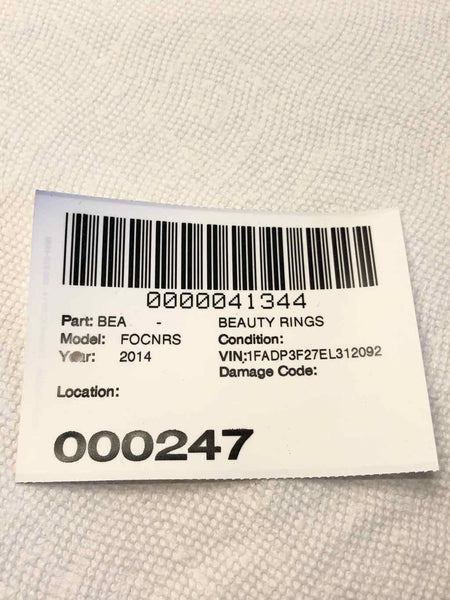 0000041344
Part: BEA - BEAUTY RINGS
Model: FOCNRS Condition:
Year: 2014 VIN:1FADP3F27EL312092
Damage Code:
Location:
000247